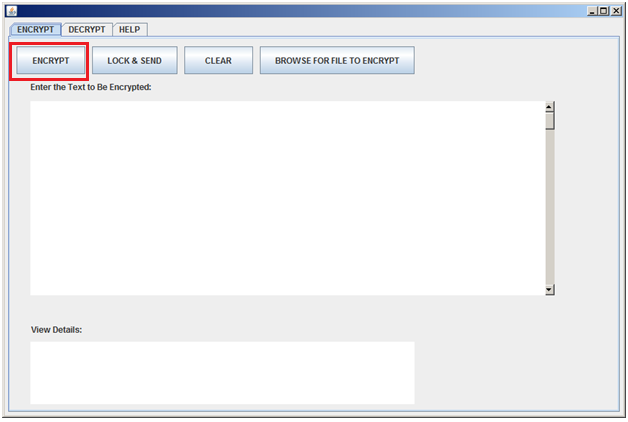 ENCRYPT DECRYPT HELP
ENCRYPT LOCK & SEND CLEAR BROWSE FOR FILE TO ENCRYPT
Enter the Text to Be Encrypted:
View Details: